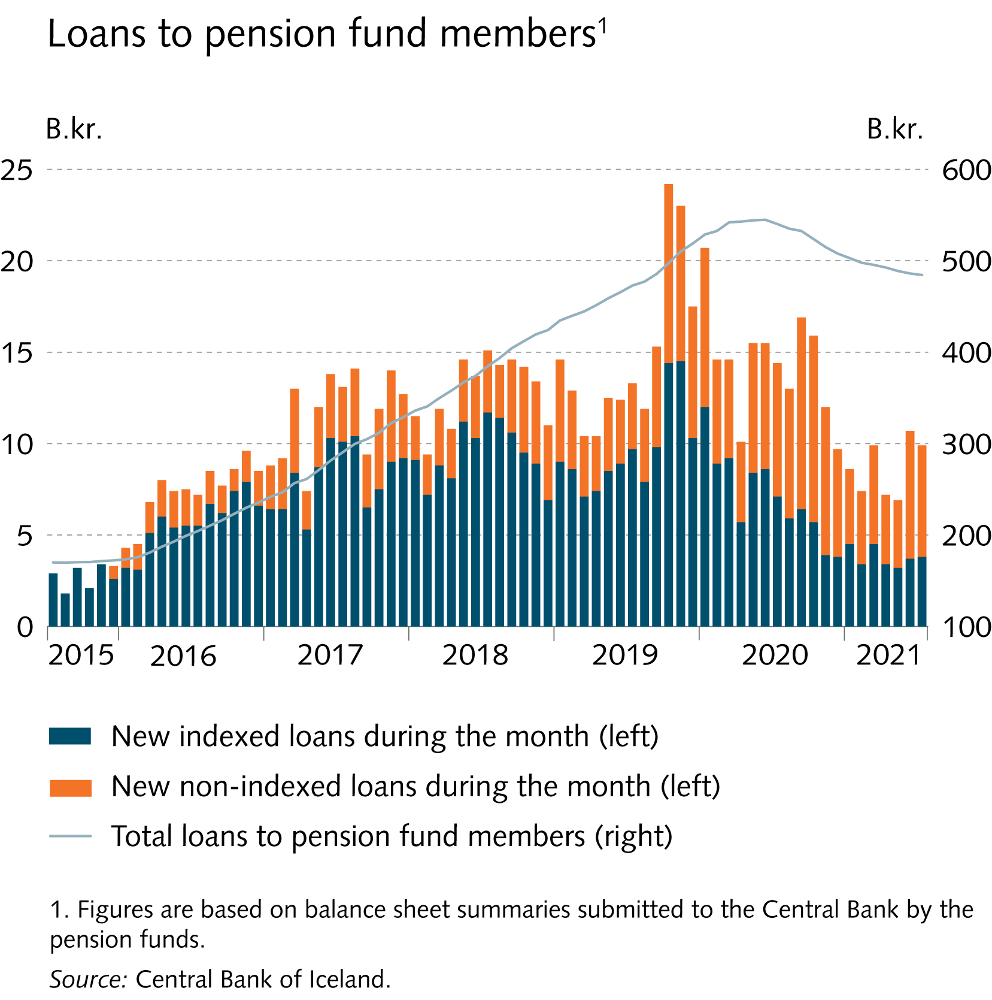 Loans to pension fund members1
B.kr. B.kr.
25 600
20 500
15 400
10 300
5 200
0 100
2015 2016 2017 2018 2019 2020 2021
New indexed loans during the month (left)
New non-indexed loans during the month (left)
Total loans to pension fund members (right)
1. Figures are based on balance sheet summaries submitted to the Central Bank by the
pension funds.
Source: Central Bank of Iceland.